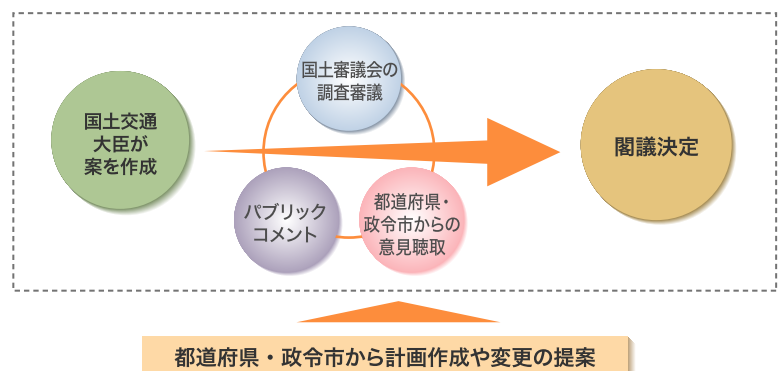 国土交通
大臣が
案を作成
国土審議会の
調査審議
パブリック
コメント
都道府県・
政令市からの
意見聴取
閣議決定
都道府県・政令市から計画作成や変更の提案